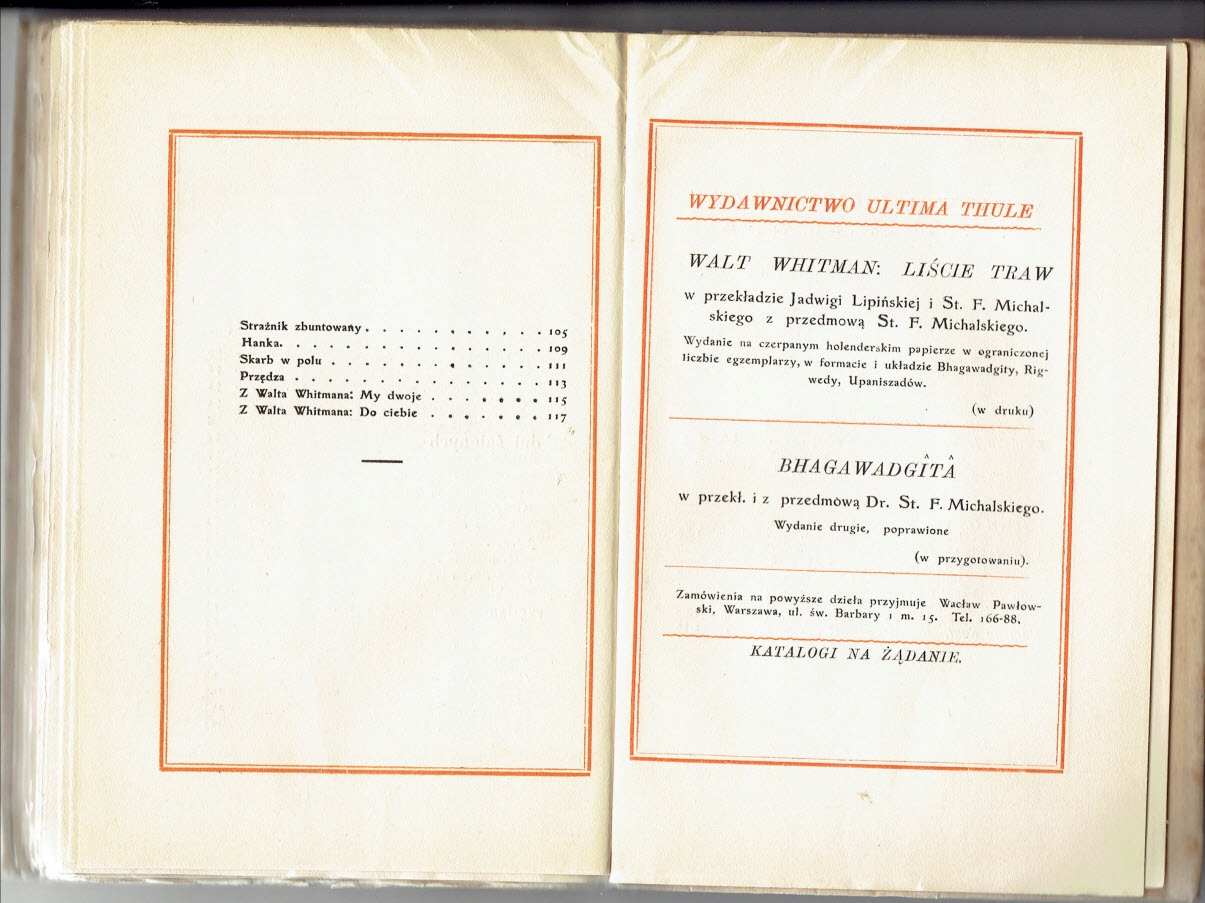 Strażnik zbuntowany . . . . . . . . . . . 105
Hanka. . . . . . . . . . . . . . . . 109
Skarb w polu . . . . . . . . . . . . . 111
Przędza . . . . . . . . . . . . . . . 113
Z Walta Whitmana: My dwoje . . . . . . . 115
Z Walta Whitmana: Do ciebie . . . . . . . 117
WYDAWNICTWO ULTIMA THULE
WALT WHITMAN: LIŚCIE TRAW
w przekładzie Jadwigi Lipińskiej i St. F. Michal-
skiego z przedmową St. F. Michalskiego.
Wydanie na czerpanym holenderskim papierze w ograniczonej
liczbie egzemplarzy, w formacie i układzie Bhagawadgity, Rig-
wedy, Upaniszadów.
(w druku)
BHAGAWADGÎTÂ
w przekł. i z przedmową Dr. St. F. Michalskiego.
Wydanie drugie, poprawione
(w przygotowaniu).
Zamówienia na powyższe dzieła przyjmuje Wacław Pawłow-
ski, Warszawa, ul. św. Barbary 1 m. 15. Tel. 166-88.
KATALOGI NA ŻĄDANIE.